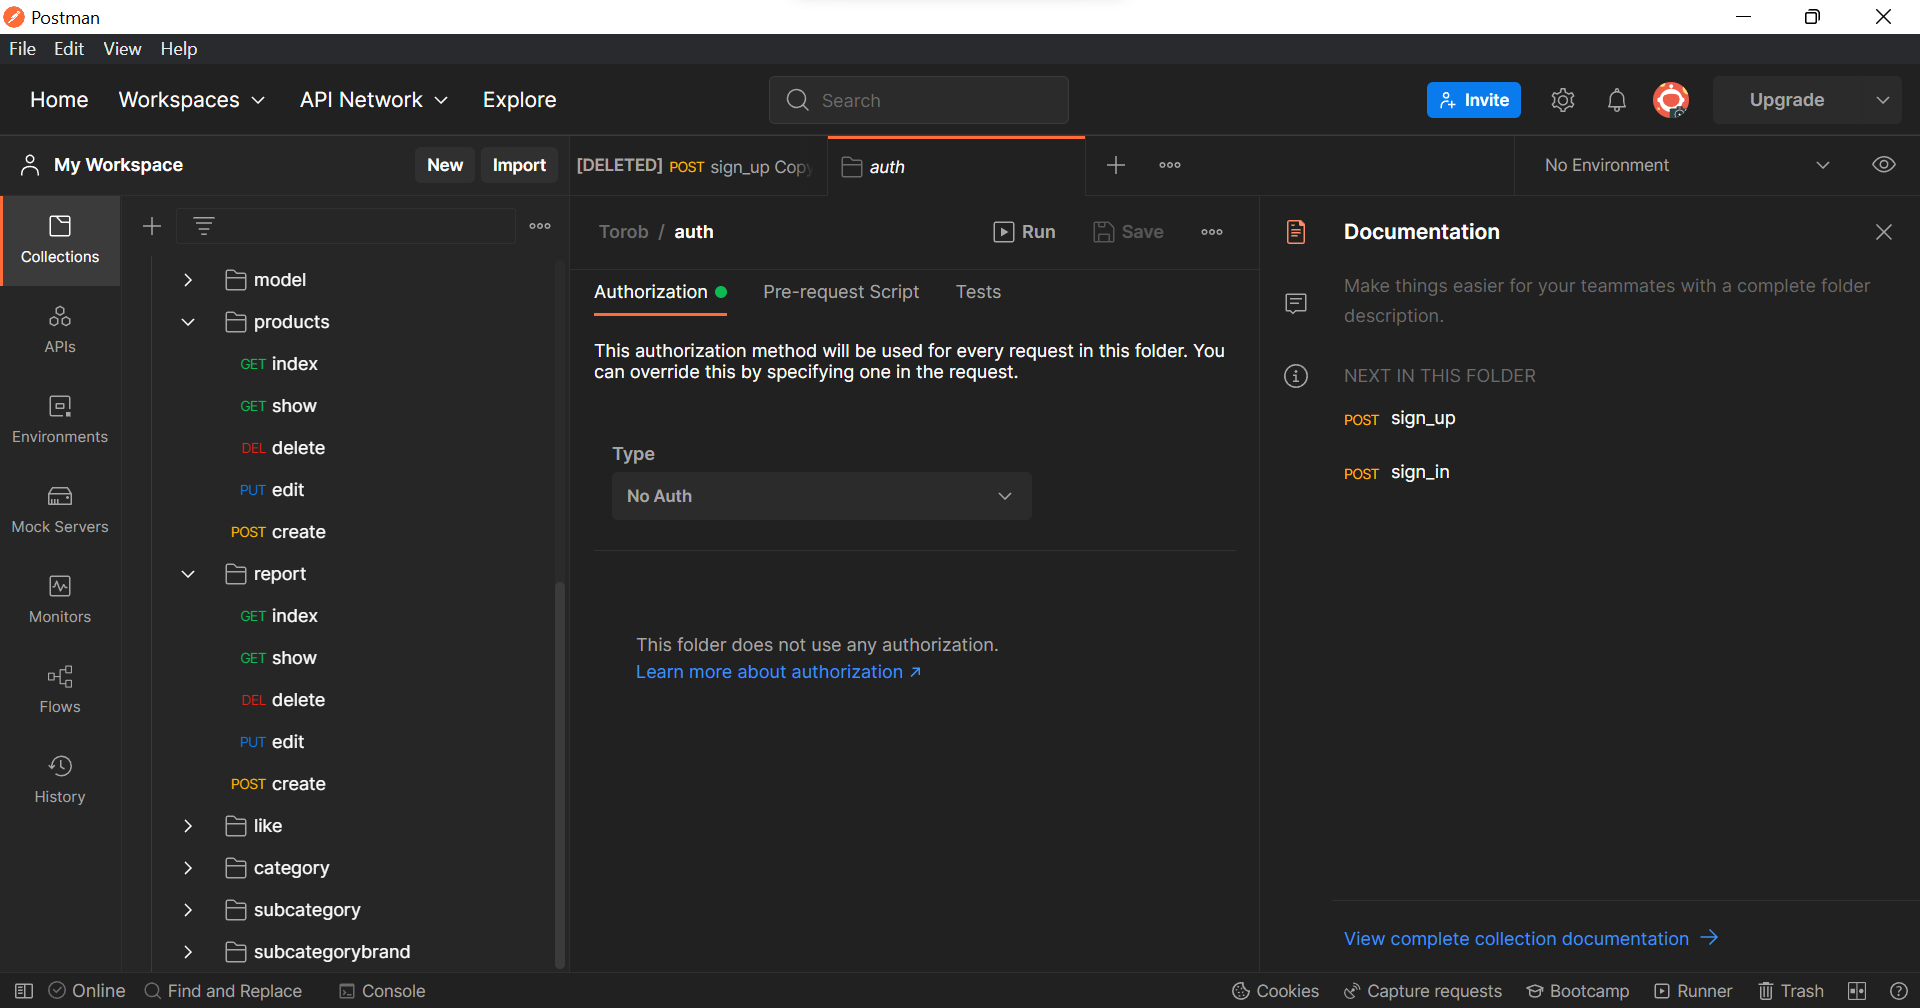 Postman
File Edit View Help
Home Workspaces API Network Explore Search Invite Upgrade
My Workspace New Import [DELETED] POST sign_up Copy auth No Environment
Torob / auth Run Save
Documentation
Authorization Pre-request Script Tests
Make things easier for your teammates with a complete folder
description.
This authorization method will be used for every request in this folder. You
can override this by specifying one in the request.
NEXT IN THIS FOLDER
POST sign_up
POST sign_in
Type
No Auth
This folder does not use any authorization.
Learn more about authorization ↗
View complete collection documentation →
Collections
APIs
Environments
Mock Servers
Monitors
Flows
History
model
products
GET index
GET show
DEL delete
PUT edit
POST create
report
GET index
GET show
DEL delete
PUT edit
POST create
like
category
subcategory
subcategorybrand
Online Find and Replace Console Cookies Capture requests Bootcamp Runner Trash